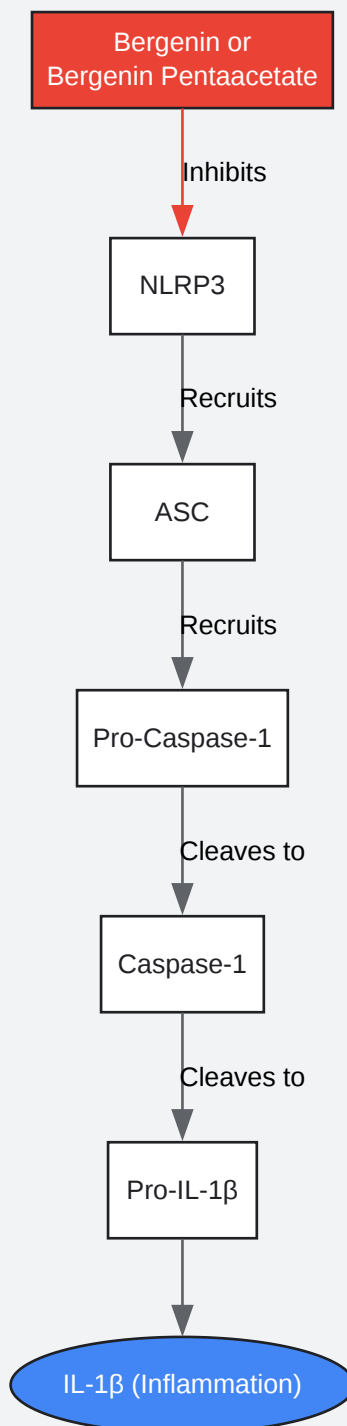 Bergenin or
Bergenin Pentaacetate
Inhibits
NLRP3
Recruits
ASC
Recruits
Pro-Caspase-1
Cleaves to
Caspase-1
Cleaves to
Pro-IL-1β
IL-1β (Inflammation)